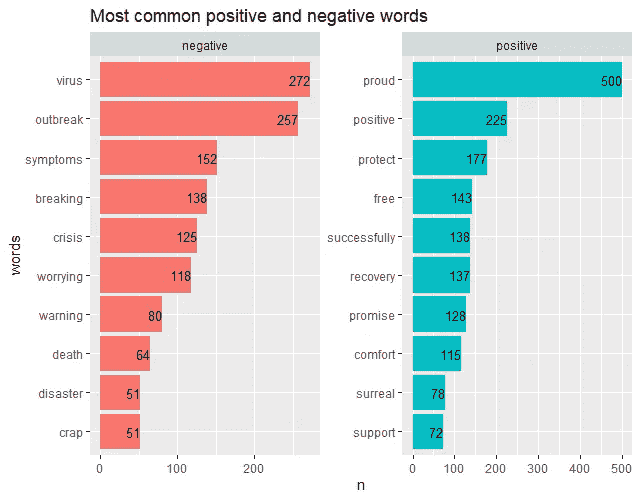 Most common positive and negative words
negative
virus 272
outbreak 257
symptoms 152
breaking 138
crisis 125
worrying 118
warning 80
death 64
disaster 51
crap 51
0 100 200
positive
proud 500
positive 225
protect 177
free 143
successfully 138
recovery 137
promise 128
comfort 115
surreal 78
support 72
0 100 200 300 400 500
words
n